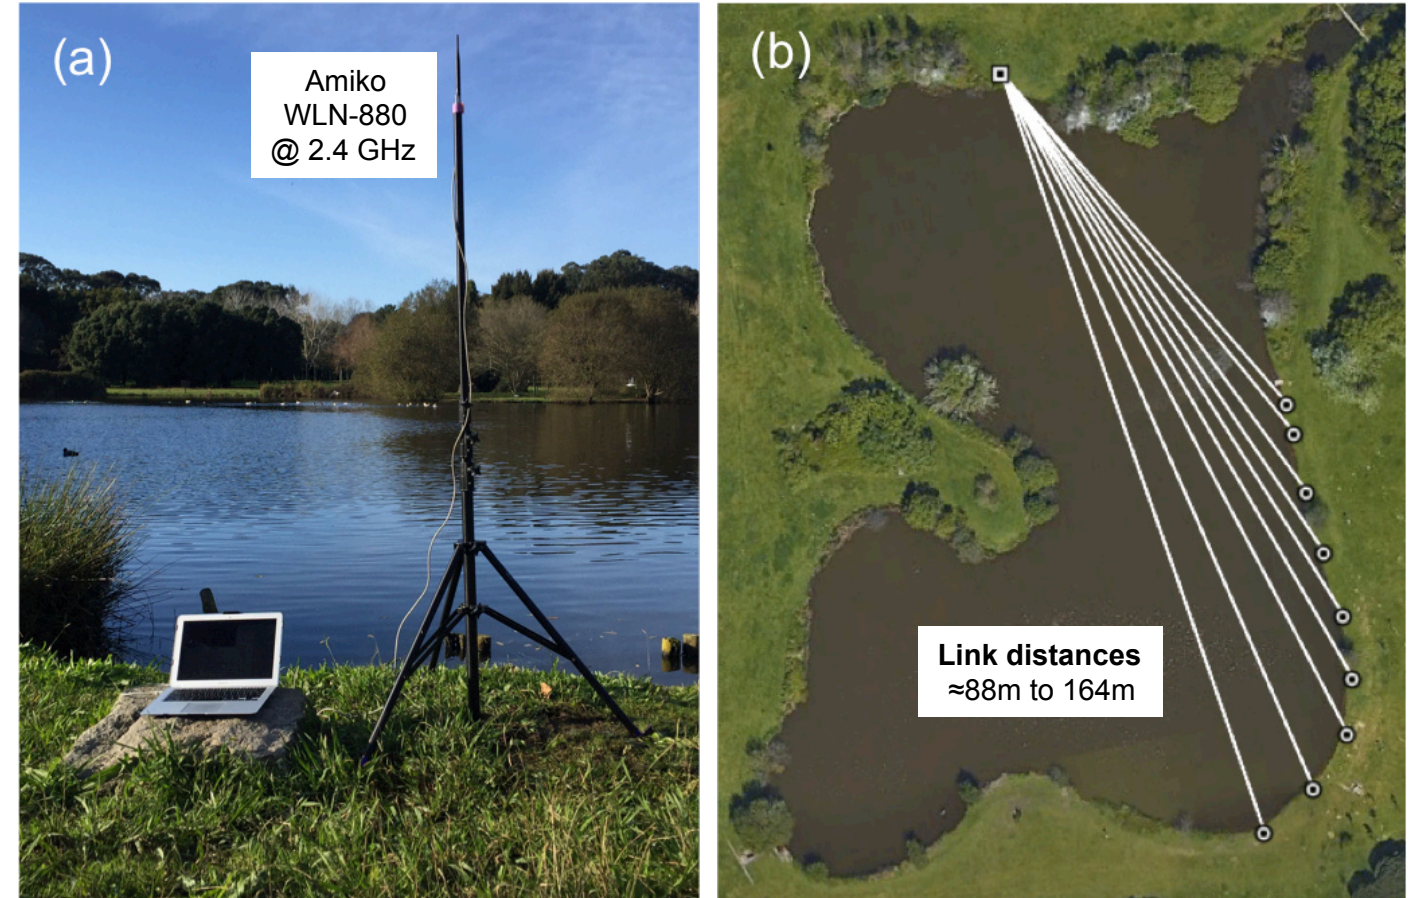 (a)
Amiko
WLN-880
@ 2.4 GHz
(b)
Link distances
≈88m to 164m